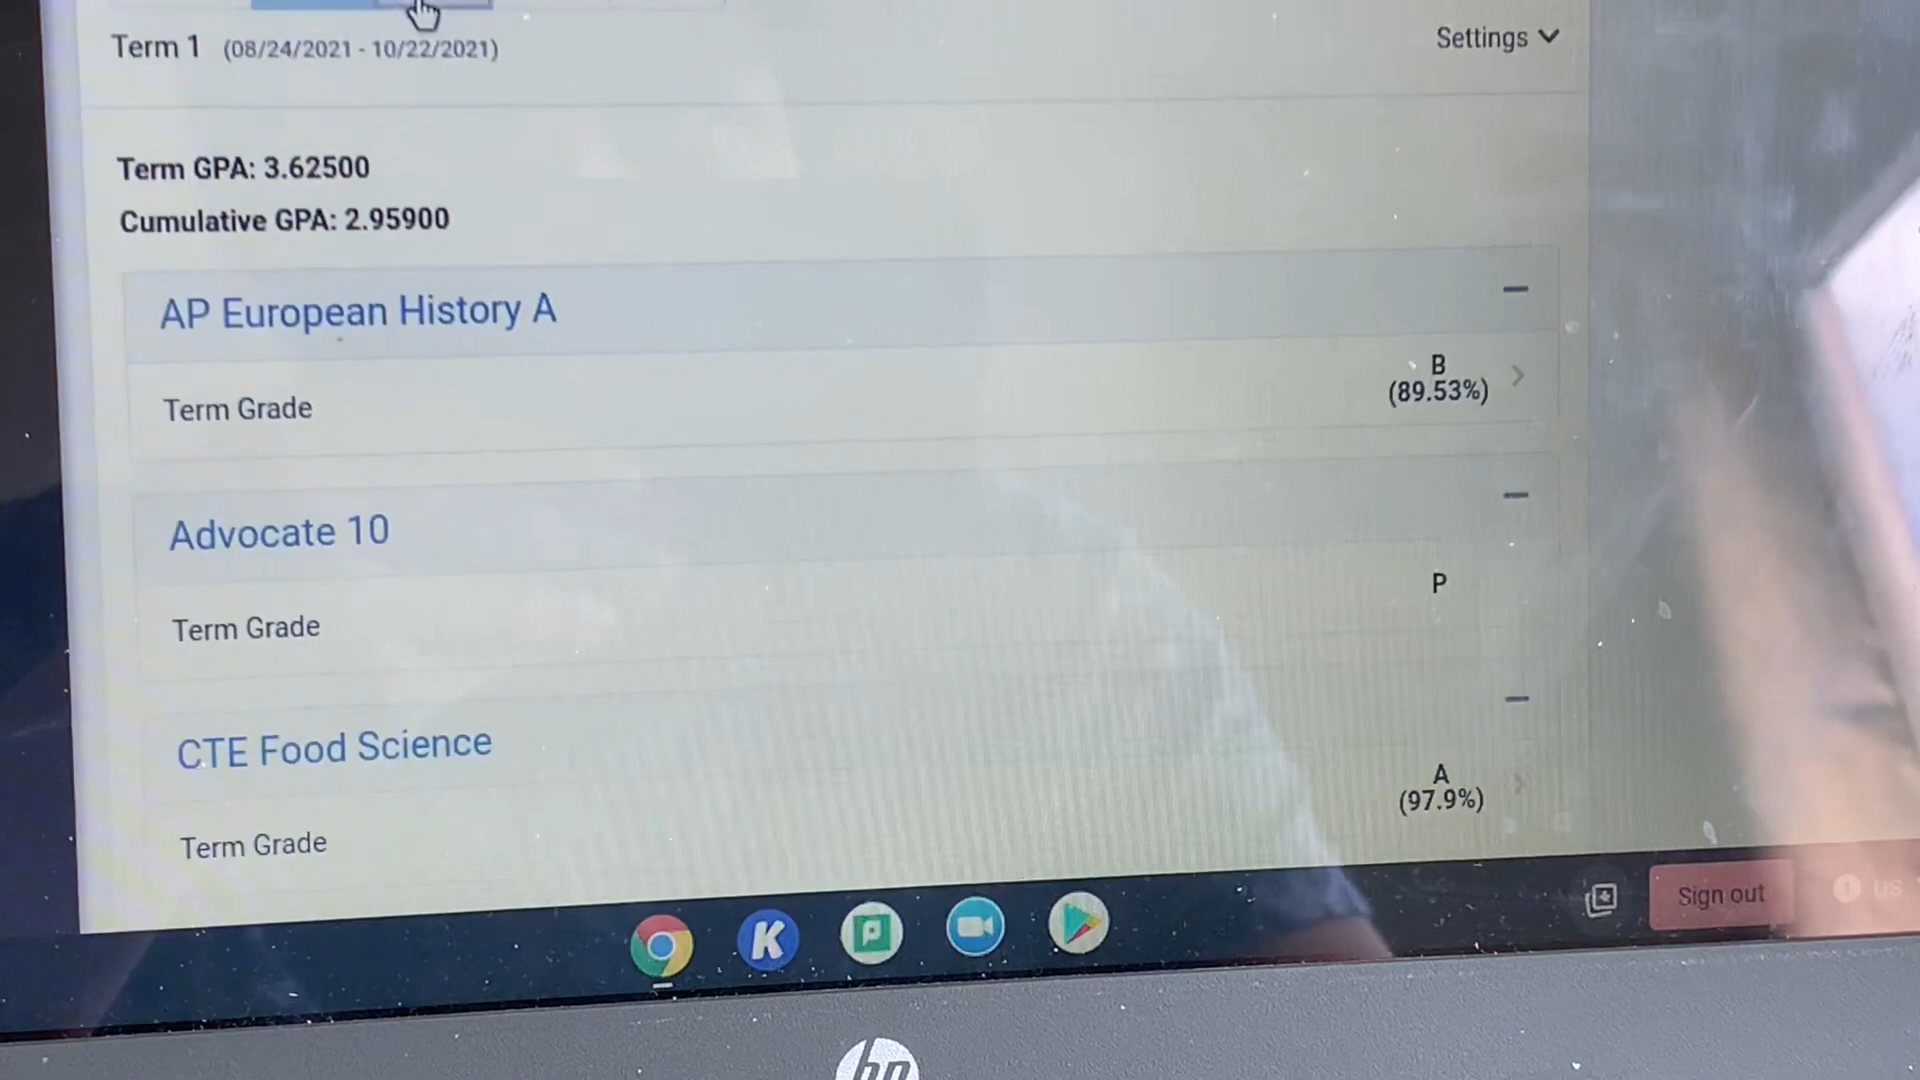 Term 1 (08/24/2021 - 10/22/2021)
Settings
Term GPA: 3.62500
Cumulative GPA: 2.95900
AP European History A
B
Term Grade
(89.53%)
Advocate 10
P
Term Grade
CTE Food Science
A
(97.9%)
Term Grade
Sign out
1 US
K
P
hp